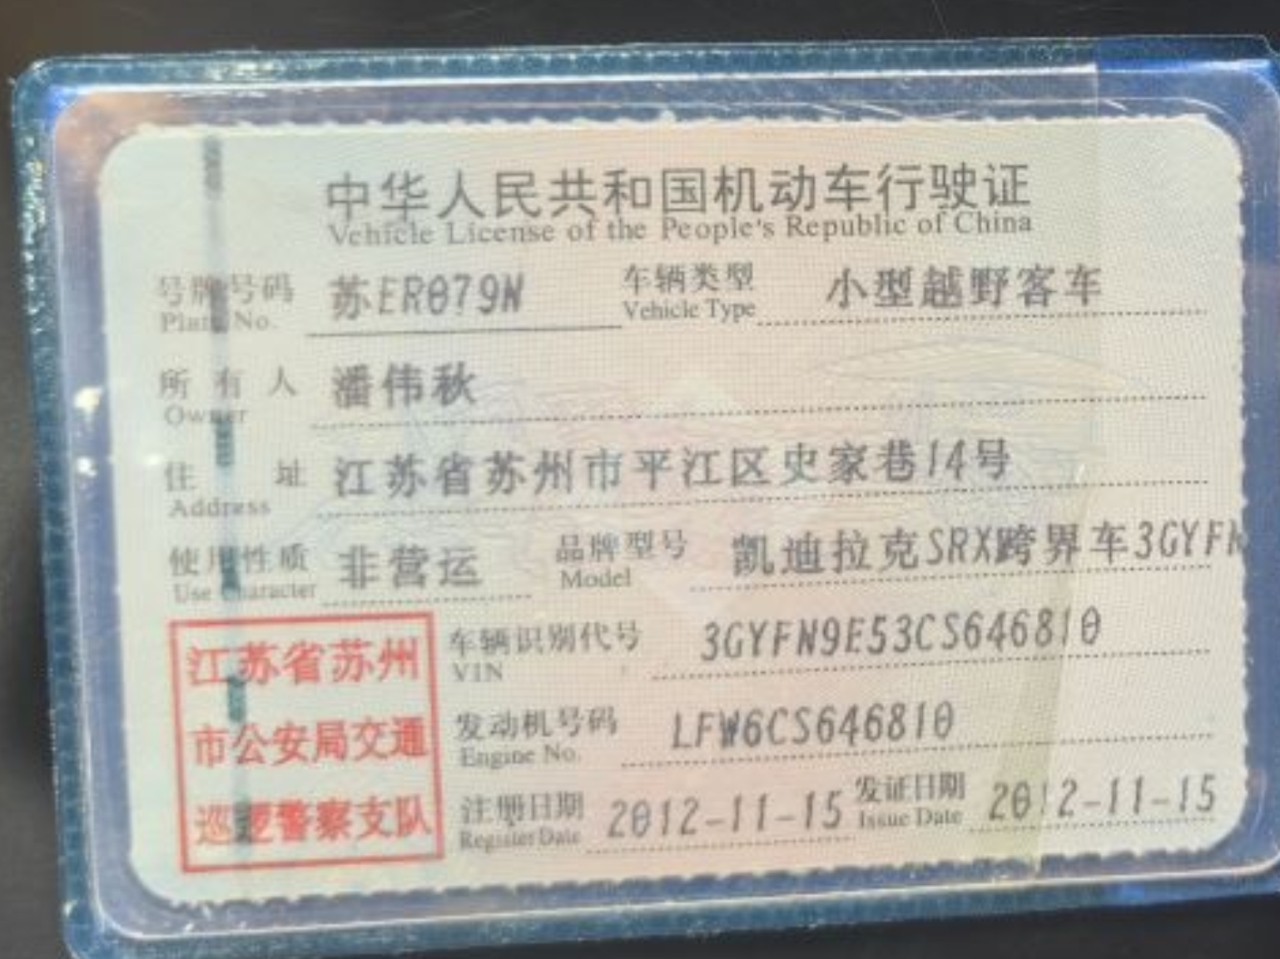 中华人民共和国机动车行驶证
Vehicle License of the People's Republic of China
号牌号码 苏ER079N 车辆类型 小型越野客车
Plate No. Vehicle Type
所有人 潘伟秋
Owner
住址 江苏省苏州市平江区史家巷14号
Address
使用性质 非营运 品牌型号 凯迪拉克SRX跨界车3GYFN
Use Character Model
江苏省苏州 车辆识别代号 3GYFN9E53CS646810
VIN
市公安局交通 发动机号码 LFW6CS646810
Engine No.
巡逻警察支队 注册日期 2012-11-15 发证日期 2012-11-15
Register Date Issue Date